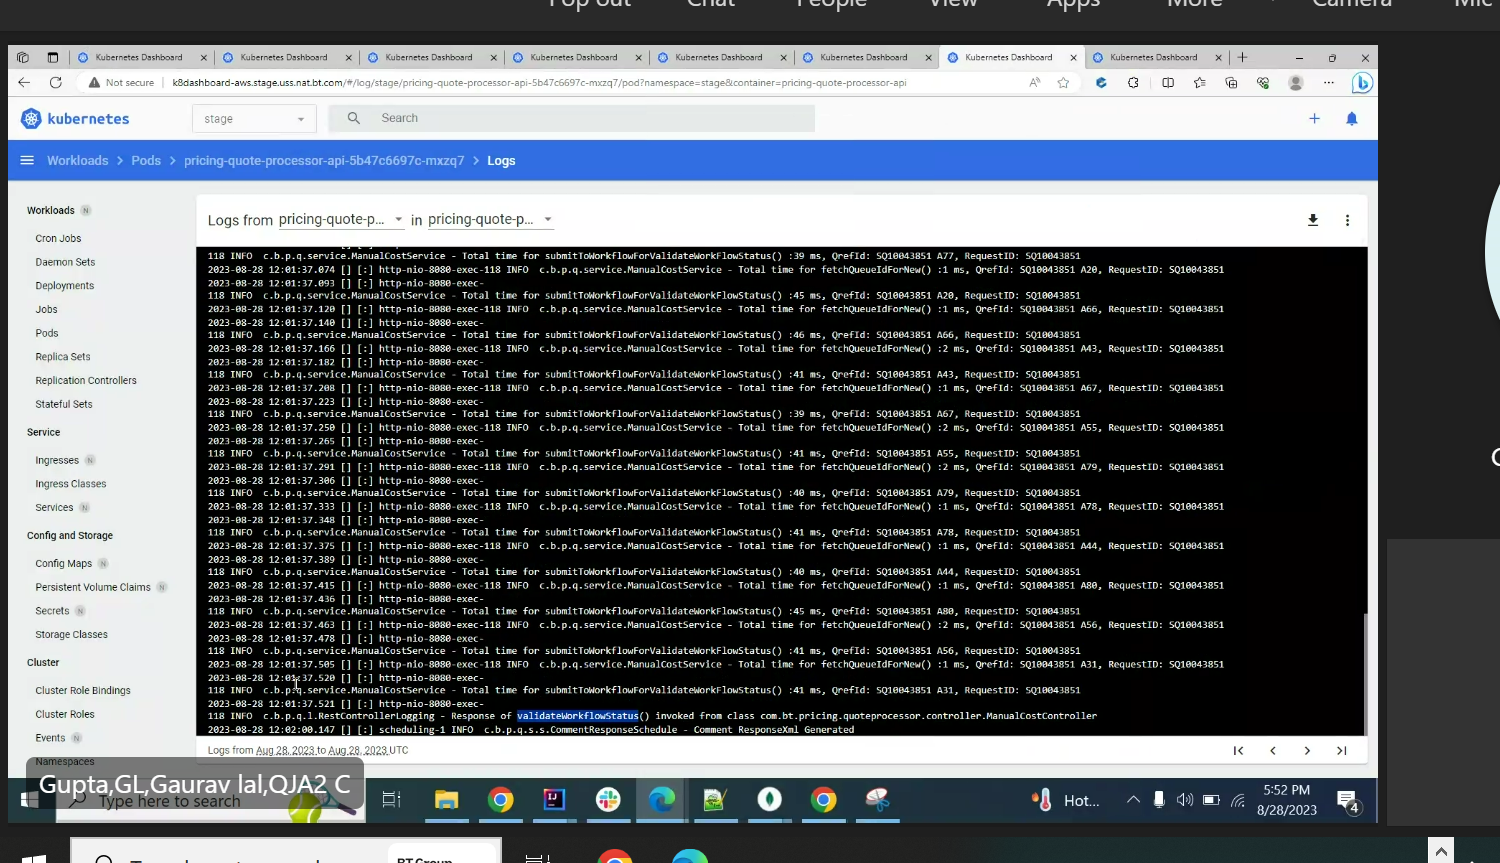 Pop out Chat People View Apps More Camera Mic
Kubernetes Dashboard Kubernetes Dashboard Kubernetes Dashboard Kubernetes Dashboard Kubernetes Dashboard Kubernetes Dashboard Kubernetes Dashboard Kubernetes Dashboard
Not secure k8dashboard-aws.stage.uss.nat.bt.com/#/log/stage/pricing-quote-processor-api-5b47c6697c-mxzq7/pod?namespace=stage&container=pricing-quote-processor-api
kubernetes stage Search
Workloads > Pods > pricing-quote-processor-api-5b47c6697c-mxzq7 > Logs
Workloads N
Cron Jobs
Daemon Sets
Deployments
Jobs
Pods
Replica Sets
Replication Controllers
Stateful Sets
Service
Ingresses N
Ingress Classes
Services N
Config and Storage
Config Maps N
Persistent Volume Claims N
Secrets N
Storage Classes
Cluster
Cluster Role Bindings
Cluster Roles
Events N
Namespaces
Logs from pricing-quote-p... in pricing-quote-p...
118 INFO c.b.p.q.service.ManualCostService - Total time for submitToWorkflowForValidateWorkFlowStatus() :39 ms, QrefId: SQ10043851 A77, RequestID: SQ10043851
2023-08-28 12:01:37.074 [] [:] http-nio-8080-exec-118 INFO c.b.p.q.service.ManualCostService - Total time for fetchQueueIdForNew() :1 ms, QrefId: SQ10043851 A20, RequestID: SQ10043851
2023-08-28 12:01:37.093 [] [:] http-nio-8080-exec-
118 INFO c.b.p.q.service.ManualCostService - Total time for submitToWorkflowForValidateWorkFlowStatus() :45 ms, QrefId: SQ10043851 A20, RequestID: SQ10043851
2023-08-28 12:01:37.120 [] [:] http-nio-8080-exec-118 INFO c.b.p.q.service.ManualCostService - Total time for fetchQueueIdForNew() :1 ms, QrefId: SQ10043851 A66, RequestID: SQ10043851
2023-08-28 12:01:37.140 [] [:] http-nio-8080-exec-
118 INFO c.b.p.q.service.ManualCostService - Total time for submitToWorkflowForValidateWorkFlowStatus() :46 ms, QrefId: SQ10043851 A66, RequestID: SQ10043851
2023-08-28 12:01:37.166 [] [:] http-nio-8080-exec-118 INFO c.b.p.q.service.ManualCostService - Total time for fetchQueueIdForNew() :2 ms, QrefId: SQ10043851 A43, RequestID: SQ10043851
2023-08-28 12:01:37.182 [] [:] http-nio-8080-exec-
118 INFO c.b.p.q.service.ManualCostService - Total time for submitToWorkflowForValidateWorkFlowStatus() :41 ms, QrefId: SQ10043851 A43, RequestID: SQ10043851
2023-08-28 12:01:37.208 [] [:] http-nio-8080-exec-118 INFO c.b.p.q.service.ManualCostService - Total time for fetchQueueIdForNew() :1 ms, QrefId: SQ10043851 A67, RequestID: SQ10043851
2023-08-28 12:01:37.223 [] [:] http-nio-8080-exec-
118 INFO c.b.p.q.service.ManualCostService - Total time for submitToWorkflowForValidateWorkFlowStatus() :39 ms, QrefId: SQ10043851 A67, RequestID: SQ10043851
2023-08-28 12:01:37.250 [] [:] http-nio-8080-exec-118 INFO c.b.p.q.service.ManualCostService - Total time for fetchQueueIdForNew() :2 ms, QrefId: SQ10043851 A55, RequestID: SQ10043851
2023-08-28 12:01:37.265 [] [:] http-nio-8080-exec-
118 INFO c.b.p.q.service.ManualCostService - Total time for submitToWorkflowForValidateWorkFlowStatus() :41 ms, QrefId: SQ10043851 A55, RequestID: SQ10043851
2023-08-28 12:01:37.291 [] [:] http-nio-8080-exec-118 INFO c.b.p.q.service.ManualCostService - Total time for fetchQueueIdForNew() :2 ms, QrefId: SQ10043851 A79, RequestID: SQ10043851
2023-08-28 12:01:37.306 [] [:] http-nio-8080-exec-
118 INFO c.b.p.q.service.ManualCostService - Total time for submitToWorkflowForValidateWorkFlowStatus() :40 ms, QrefId: SQ10043851 A79, RequestID: SQ10043851
2023-08-28 12:01:37.333 [] [:] http-nio-8080-exec-118 INFO c.b.p.q.service.ManualCostService - Total time for fetchQueueIdForNew() :1 ms, QrefId: SQ10043851 A78, RequestID: SQ10043851
2023-08-28 12:01:37.348 [] [:] http-nio-8080-exec-
118 INFO c.b.p.q.service.ManualCostService - Total time for submitToWorkflowForValidateWorkFlowStatus() :41 ms, QrefId: SQ10043851 A78, RequestID: SQ10043851
2023-08-28 12:01:37.375 [] [:] http-nio-8080-exec-118 INFO c.b.p.q.service.ManualCostService - Total time for fetchQueueIdForNew() :1 ms, QrefId: SQ10043851 A44, RequestID: SQ10043851
2023-08-28 12:01:37.389 [] [:] http-nio-8080-exec-
118 INFO c.b.p.q.service.ManualCostService - Total time for submitToWorkflowForValidateWorkFlowStatus() :40 ms, QrefId: SQ10043851 A44, RequestID: SQ10043851
2023-08-28 12:01:37.415 [] [:] http-nio-8080-exec-118 INFO c.b.p.q.service.ManualCostService - Total time for fetchQueueIdForNew() :1 ms, QrefId: SQ10043851 A80, RequestID: SQ10043851
2023-08-28 12:01:37.436 [] [:] http-nio-8080-exec-
118 INFO c.b.p.q.service.ManualCostService - Total time for submitToWorkflowForValidateWorkFlowStatus() :45 ms, QrefId: SQ10043851 A80, RequestID: SQ10043851
2023-08-28 12:01:37.463 [] [:] http-nio-8080-exec-118 INFO c.b.p.q.service.ManualCostService - Total time for fetchQueueIdForNew() :2 ms, QrefId: SQ10043851 A56, RequestID: SQ10043851
2023-08-28 12:01:37.478 [] [:] http-nio-8080-exec-
118 INFO c.b.p.q.service.ManualCostService - Total time for submitToWorkflowForValidateWorkFlowStatus() :41 ms, QrefId: SQ10043851 A56, RequestID: SQ10043851
2023-08-28 12:01:37.505 [] [:] http-nio-8080-exec-118 INFO c.b.p.q.service.ManualCostService - Total time for fetchQueueIdForNew() :1 ms, QrefId: SQ10043851 A31, RequestID: SQ10043851
2023-08-28 12:01:37.520 [] [:] http-nio-8080-exec-
118 INFO c.b.p.q.service.ManualCostService - Total time for submitToWorkflowForValidateWorkFlowStatus() :41 ms, QrefId: SQ10043851 A31, RequestID: SQ10043851
2023-08-28 12:01:37.521 [] [:] http-nio-8080-exec-
118 INFO c.b.p.q.l.RestControllerLogging - Response of validateWorkflowStatus() invoked from class com.bt.pricing.quoteprocessor.controller.ManualCostController
2023-08-28 12:02:00.147 [] [:] scheduling-1 INFO c.b.p.q.s.s.CommentResponseSchedule - Comment ResponseXml Generated
Logs from Aug 28, 2023 to Aug 28, 2023 UTC
Gupta,GL,Gaurav lal,QJA2 C
Type here to search
Hot...
5:52 PM
8/28/2023
4
BT Group